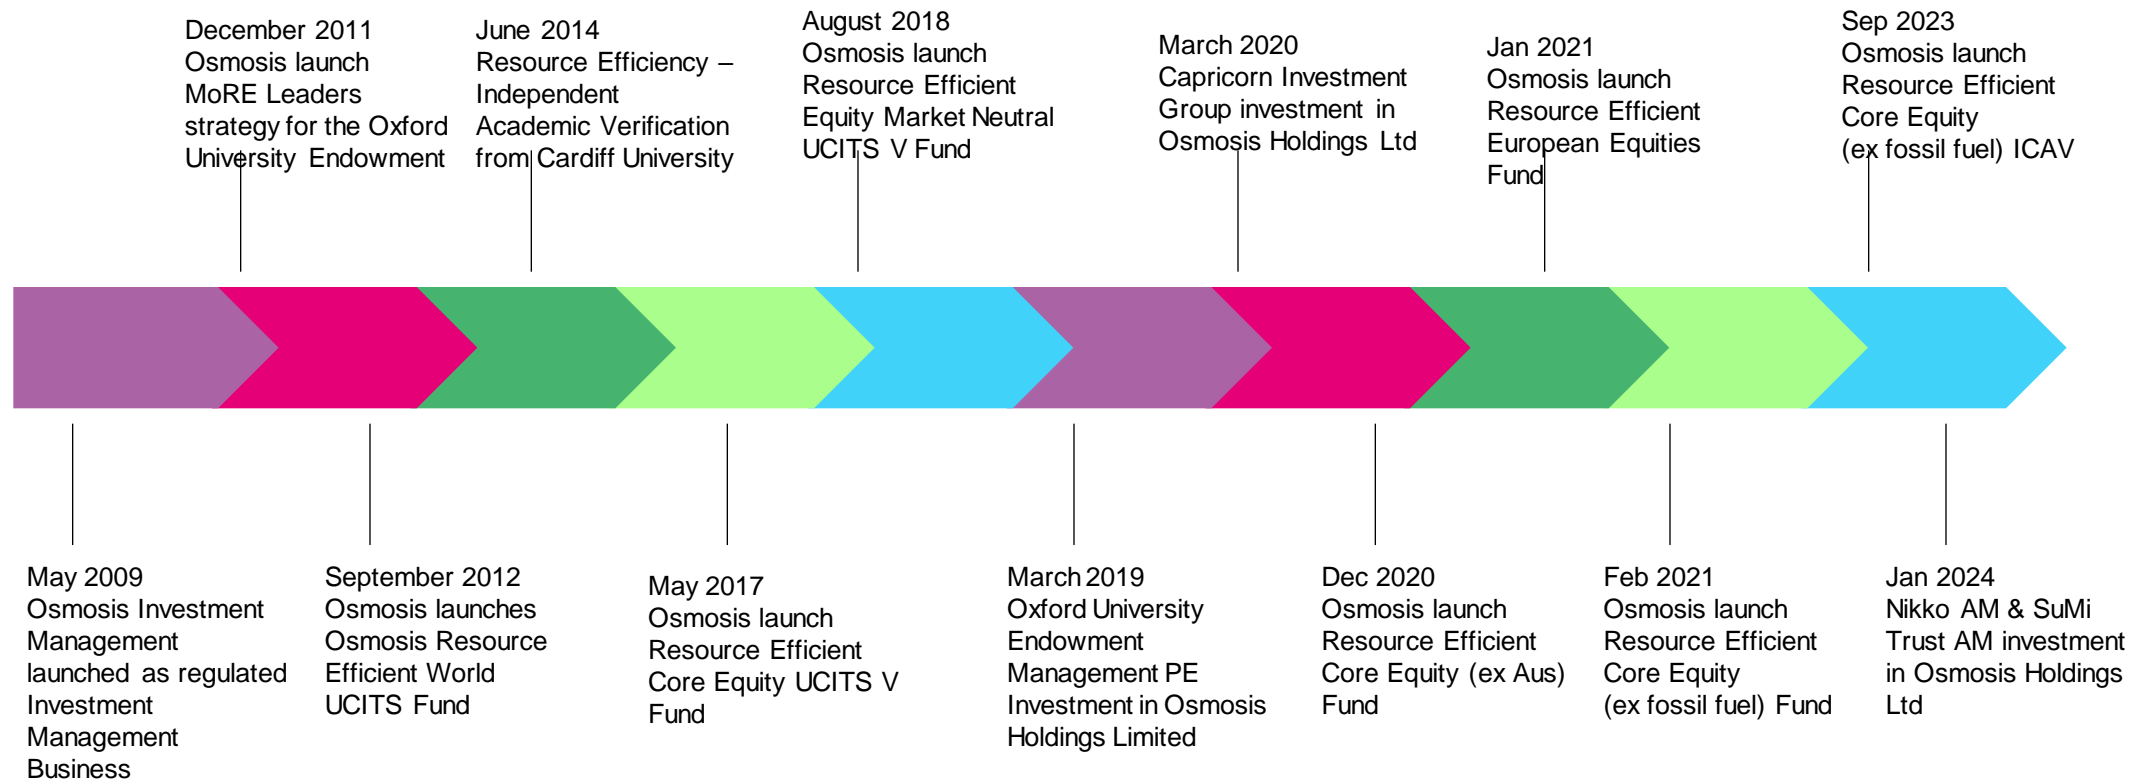 December 2011
Osmosis launch
MoRE Leaders
strategy for the Oxford
University Endowment
June 2014
Resource Efficiency –
Independent
Academic Verification
from Cardiff University
August 2018
Osmosis launch
Resource Efficient
Equity Market Neutral
UCITS V Fund
March 2020
Capricorn Investment
Group investment in
Osmosis Holdings Ltd
Jan 2021
Osmosis launch
Resource Efficient
European Equities
Fund
Sep 2023
Osmosis launch
Resource Efficient
Core Equity
(ex fossil fuel) ICAV
May 2009
Osmosis Investment
Management
launched as regulated
Investment
Management
Business
September 2012
Osmosis launches
Osmosis Resource
Efficient World
UCITS Fund
May 2017
Osmosis launch
Resource Efficient
Core Equity UCITS V
Fund
March 2019
Oxford University
Endowment
Management PE
Investment in Osmosis
Holdings Limited
Dec 2020
Osmosis launch
Resource Efficient
Core Equity (ex Aus)
Fund
Feb 2021
Osmosis launch
Resource Efficient
Core Equity
(ex fossil fuel) Fund
Jan 2024
Nikko AM & SuMi
Trust AM investment
in Osmosis Holdings
Ltd